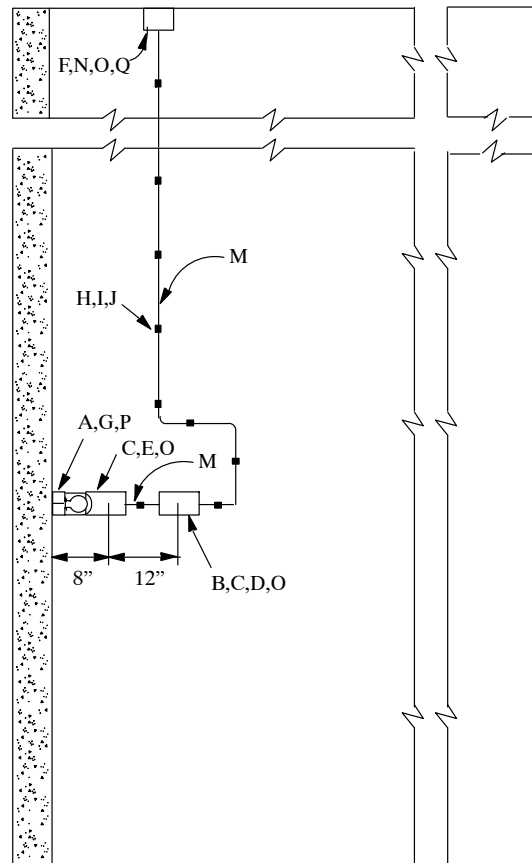 F,N,O,Q
M
H,I,J
A,G,P
C,E,O
M
8”
12”
B,C,D,O